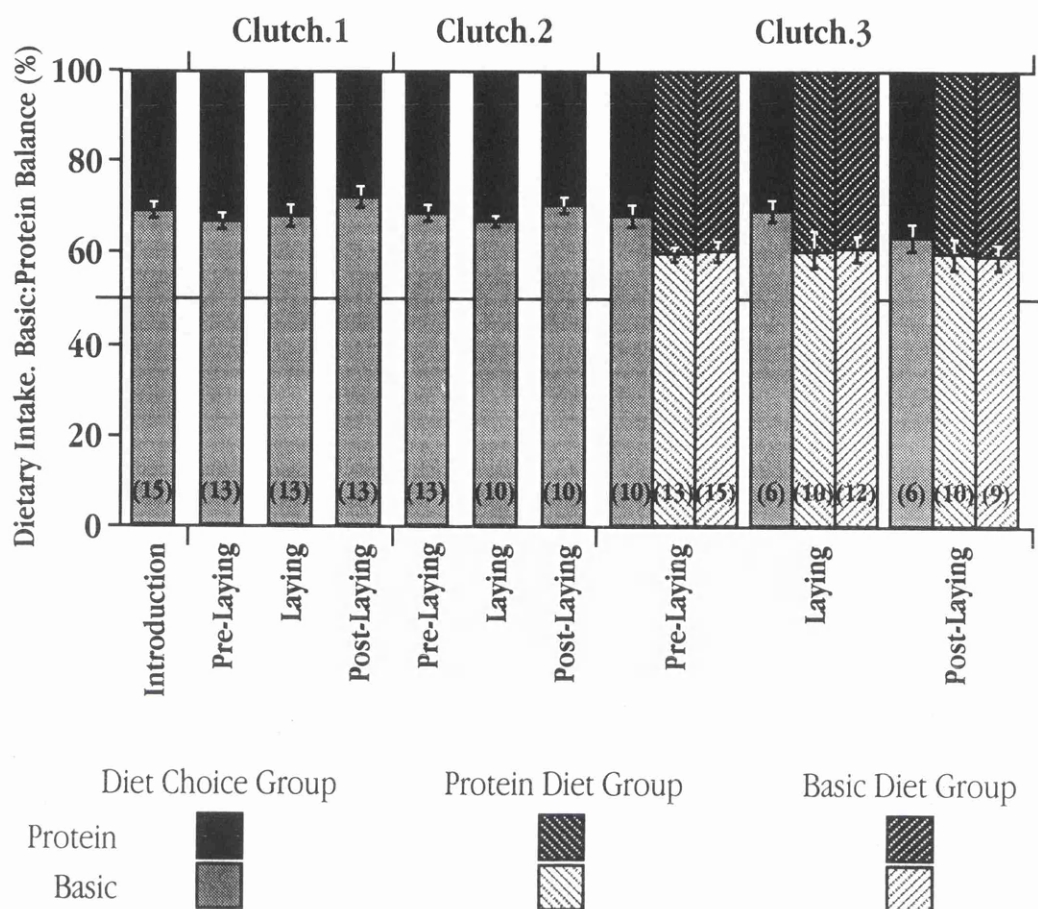 Clutch.1 Clutch.2 Clutch.3
Dietary Intake. Basic:Protein Balance (%)
100
80
60
40
20
0
(15) (13) (13) (13) (13) (10) (10) (10) (13) (15) (6) (10) (12) (6) (10) (9)
Introduction
Pre-Laying
Laying
Post-Laying
Pre-Laying
Laying
Post-Laying
Pre-Laying
Laying
Post-Laying
Diet Choice Group Protein Diet Group Basic Diet Group
Protein
Basic